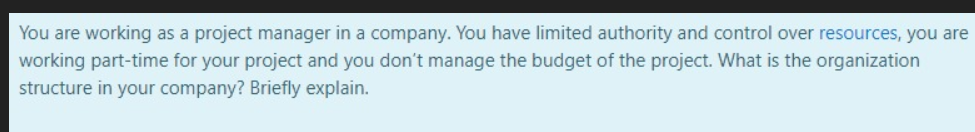 You are working as a project manager in a company. You have limited authority and control over resources, you are
working part-time for your project and you don’t manage the budget of the project. What is the organization
structure in your company? Briefly explain.